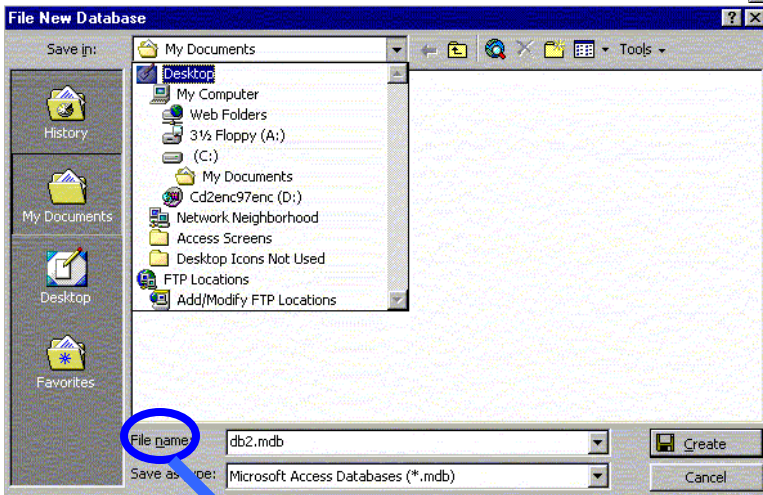 File New Database
Save in:
My Documents
Tools
Desktop
My Computer
Web Folders
3½ Floppy (A:)
(C:)
My Documents
Cd2enc97enc (D:)
Network Neighborhood
Access Screens
Desktop Icons Not Used
FTP Locations
Add/Modify FTP Locations
History
My Documents
Desktop
Favorites
File name:
db2.mdb
Create
Save as type:
Microsoft Access Databases (*.mdb)
Cancel